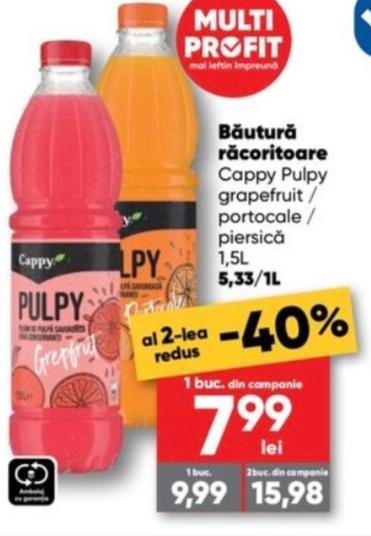 MULTI
PROFIT
mai ieftin împreună
Băutură
răcoritoare
Cappy Pulpy
grapefruit /
portocale /
piersică
1,5L
5,33/1L
Cappy
PULPY
Grepfrut
LPY
al 2-lea
redus
-40%
1 buc. din campanie
7,99
lei
1 buc.
9,99
2 buc. din campanie
15,98
Ambalaj
cu garanție